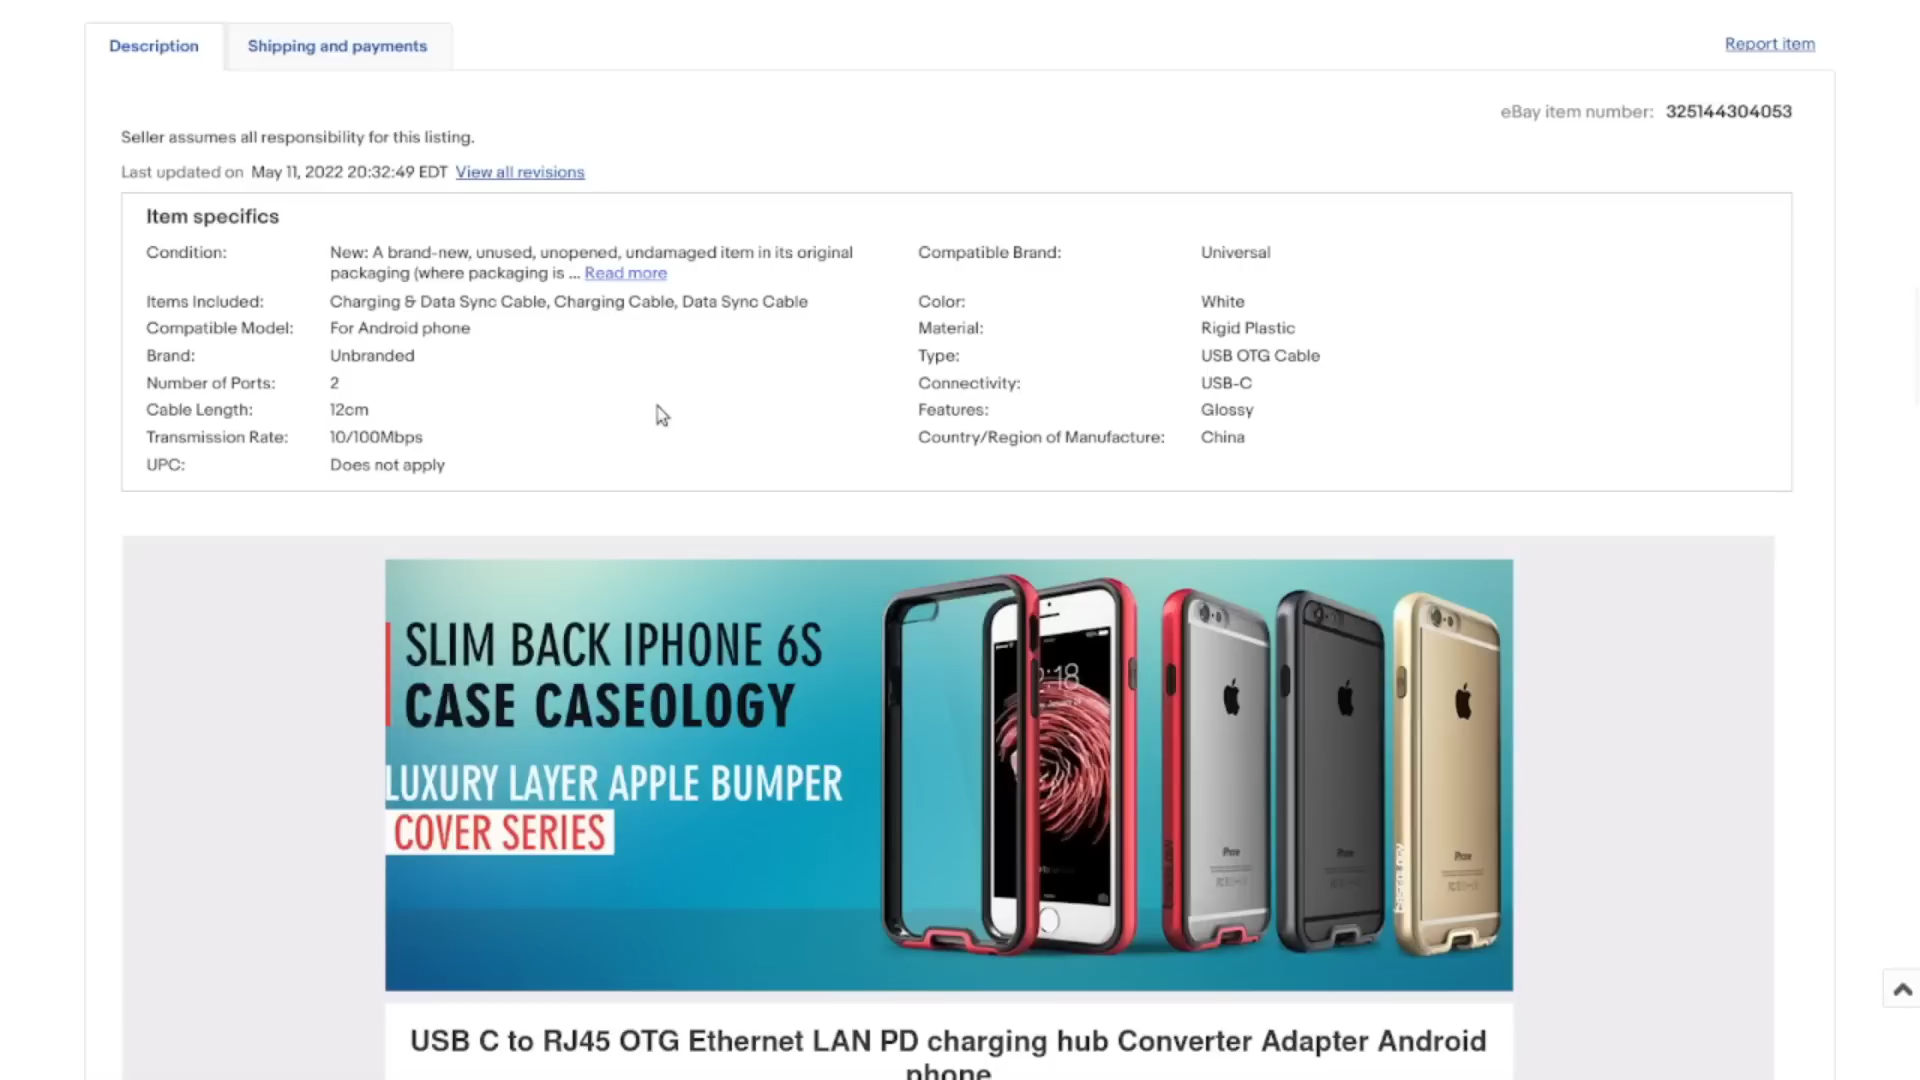 Description
Shipping and payments
Report item
eBay item number: 325144304053
Seller assumes all responsibility for this listing.
Last updated on May 11, 2022 20:32:49 EDT View all revisions
Item specifics
Condition: New: A brand-new, unused, unopened, undamaged item in its original
packaging (where packaging is ... Read more
Compatible Brand: Universal
Items Included: Charging & Data Sync Cable, Charging Cable, Data Sync Cable
Color: White
Compatible Model: For Android phone
Material: Rigid Plastic
Brand: Unbranded
Type: USB OTG Cable
Number of Ports: 2
Connectivity: USB-C
Cable Length: 12cm
Features: Glossy
Transmission Rate: 10/100Mbps
Country/Region of Manufacture: China
UPC: Does not apply
SLIM BACK IPHONE 6S
CASE CASEOLOGY
LUXURY LAYER APPLE BUMPER
COVER SERIES
:18
iPhone
iPhone
iPhone
USB C to RJ45 OTG Ethernet LAN PD charging hub Converter Adapter Android
phone